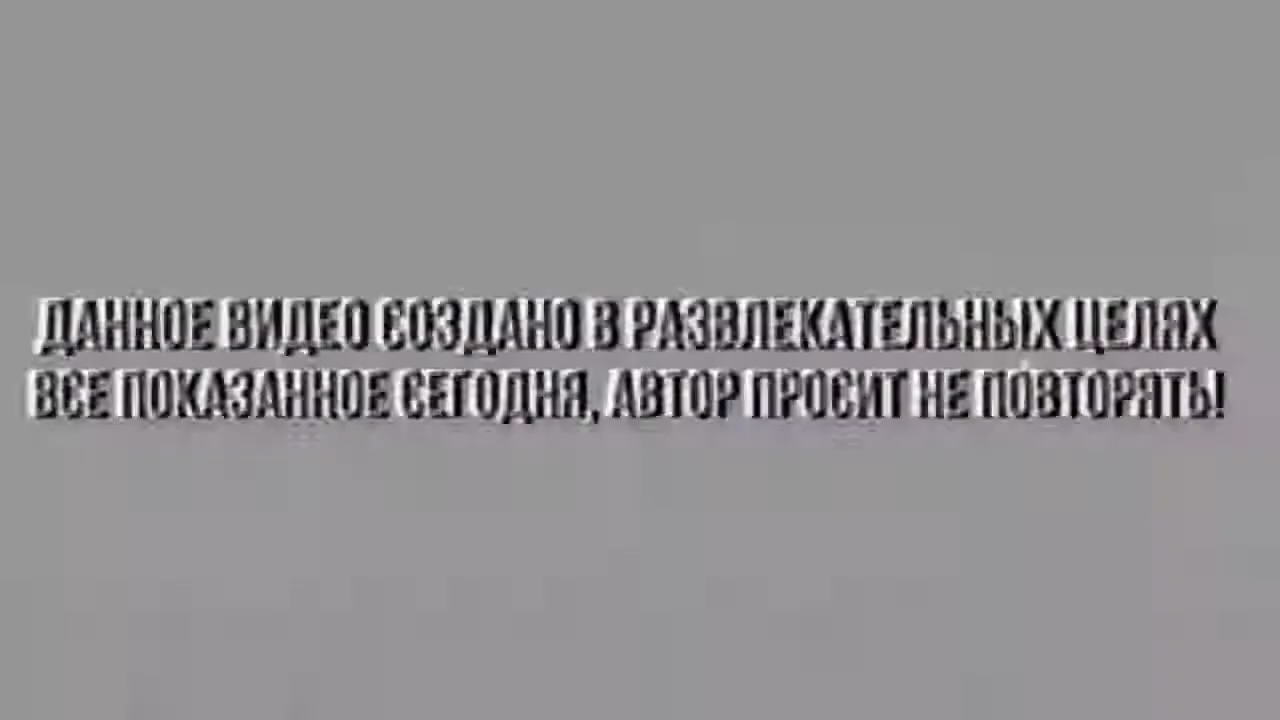 ДАННОЕ ВИДЕО СОЗДАНО В РАЗВЛЕКАТЕЛЬНЫХ ЦЕЛЯХ
ВСЕ ПОКАЗАННОЕ СЕГОДНЯ, АВТОР ПРОСИТ НЕ ПОВТОРЯТЬ!